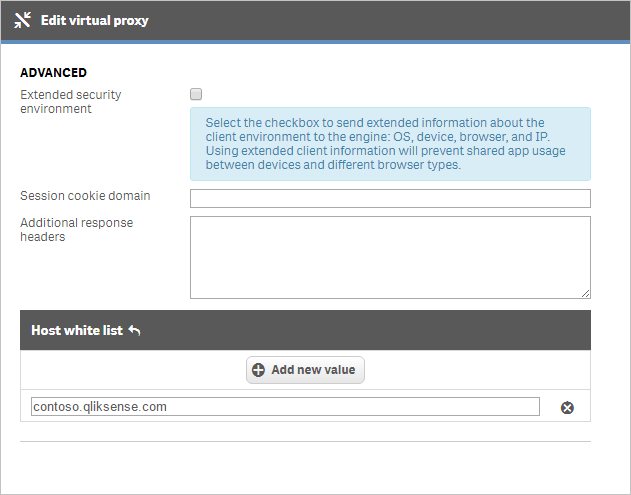 Edit virtual proxy
ADVANCED
Extended security
environment
Select the checkbox to send extended information about the
client environment to the engine: OS, device, browser, and IP.
Using extended client information will prevent shared app usage
between devices and different browser types.
Session cookie domain
Additional response
headers
Host white list
Add new value
contoso.qliksense.com